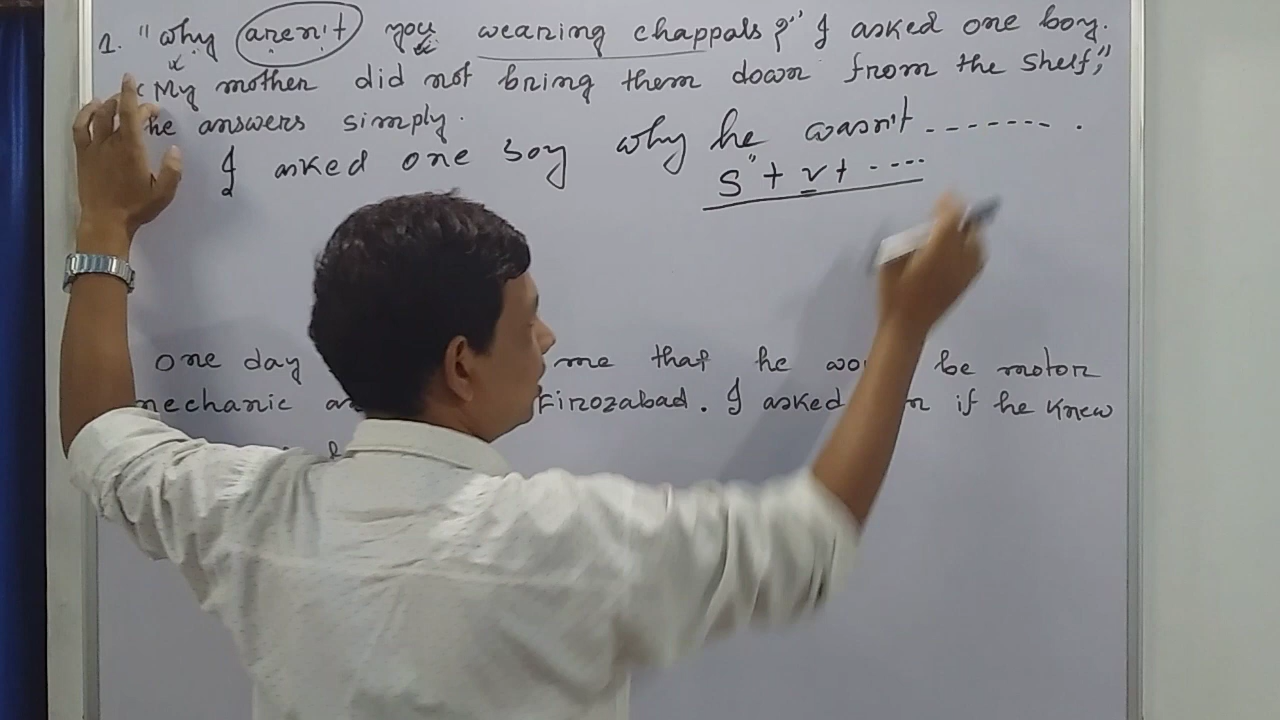 1. "why aren't you wearing chappals?" I asked one boy.
"My mother did not bring them down from the shelf,"
he answers simply.
I asked one boy why he wasn't ------- .
S + v + ----
one day me that he be motor
mechanic Firozabad. I asked if he knew